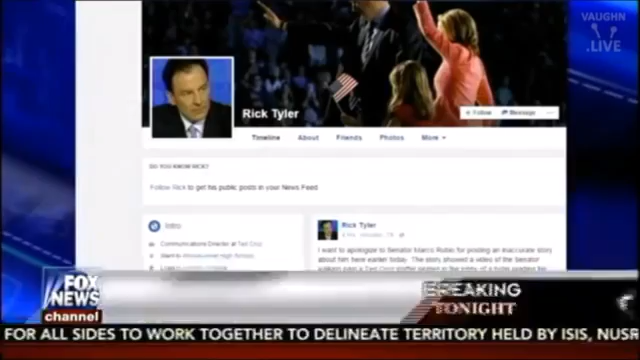 VAUGHN
.LIVE
Rick Tyler
Follow Message
Timeline About Friends Photos More
DO YOU KNOW RICK?
Follow Rick to get his public posts in your News Feed
Intro
Communications Director at Ted Cruz
Rick Tyler
I want to apologize to Senator Marco Rubio for posting an inaccurate story
about him here earlier today. The story showed a video of the Senator
FOX
NEWS
channel
TONIGHT
FOR ALL SIDES TO WORK TOGETHER TO DELINEATE TERRITORY HELD BY ISIS, NUSR